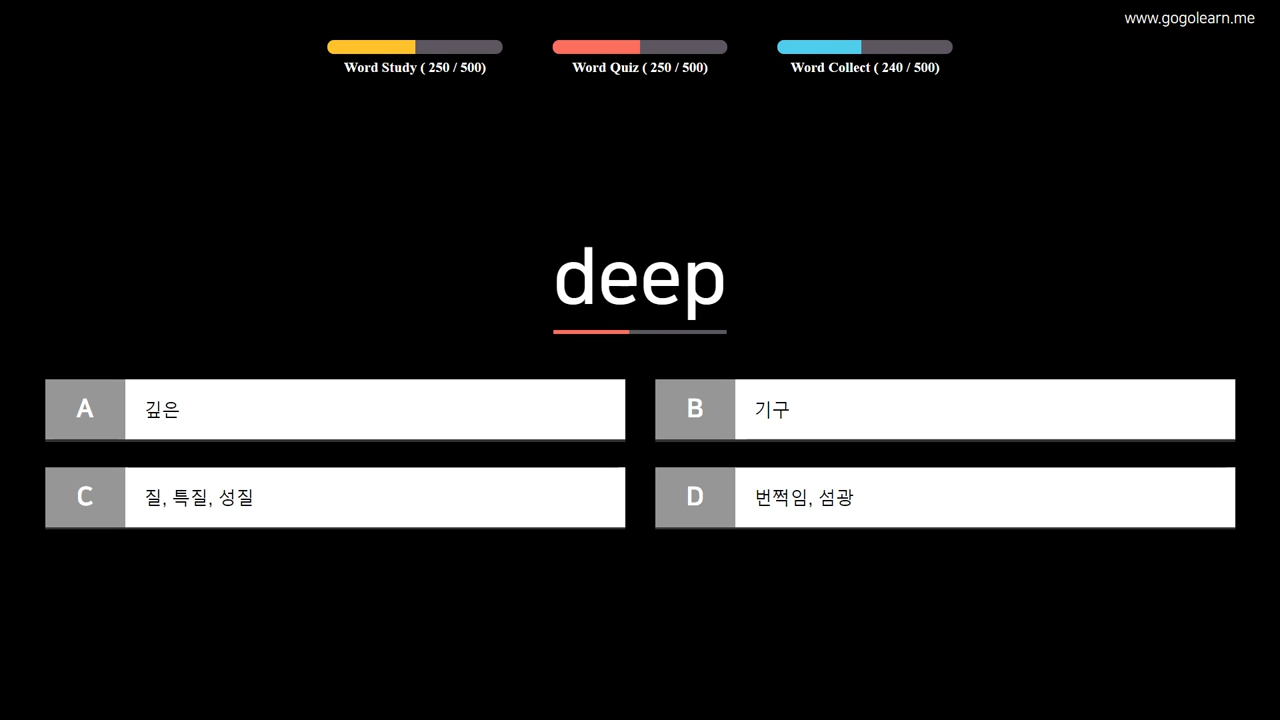 www.gogolearn.me
Word Study ( 250 / 500)
Word Quiz ( 250 / 500)
Word Collect ( 240 / 500)
deep
A 깊은
B 기구
C 질, 특질, 성질
D 번쩍임, 섬광